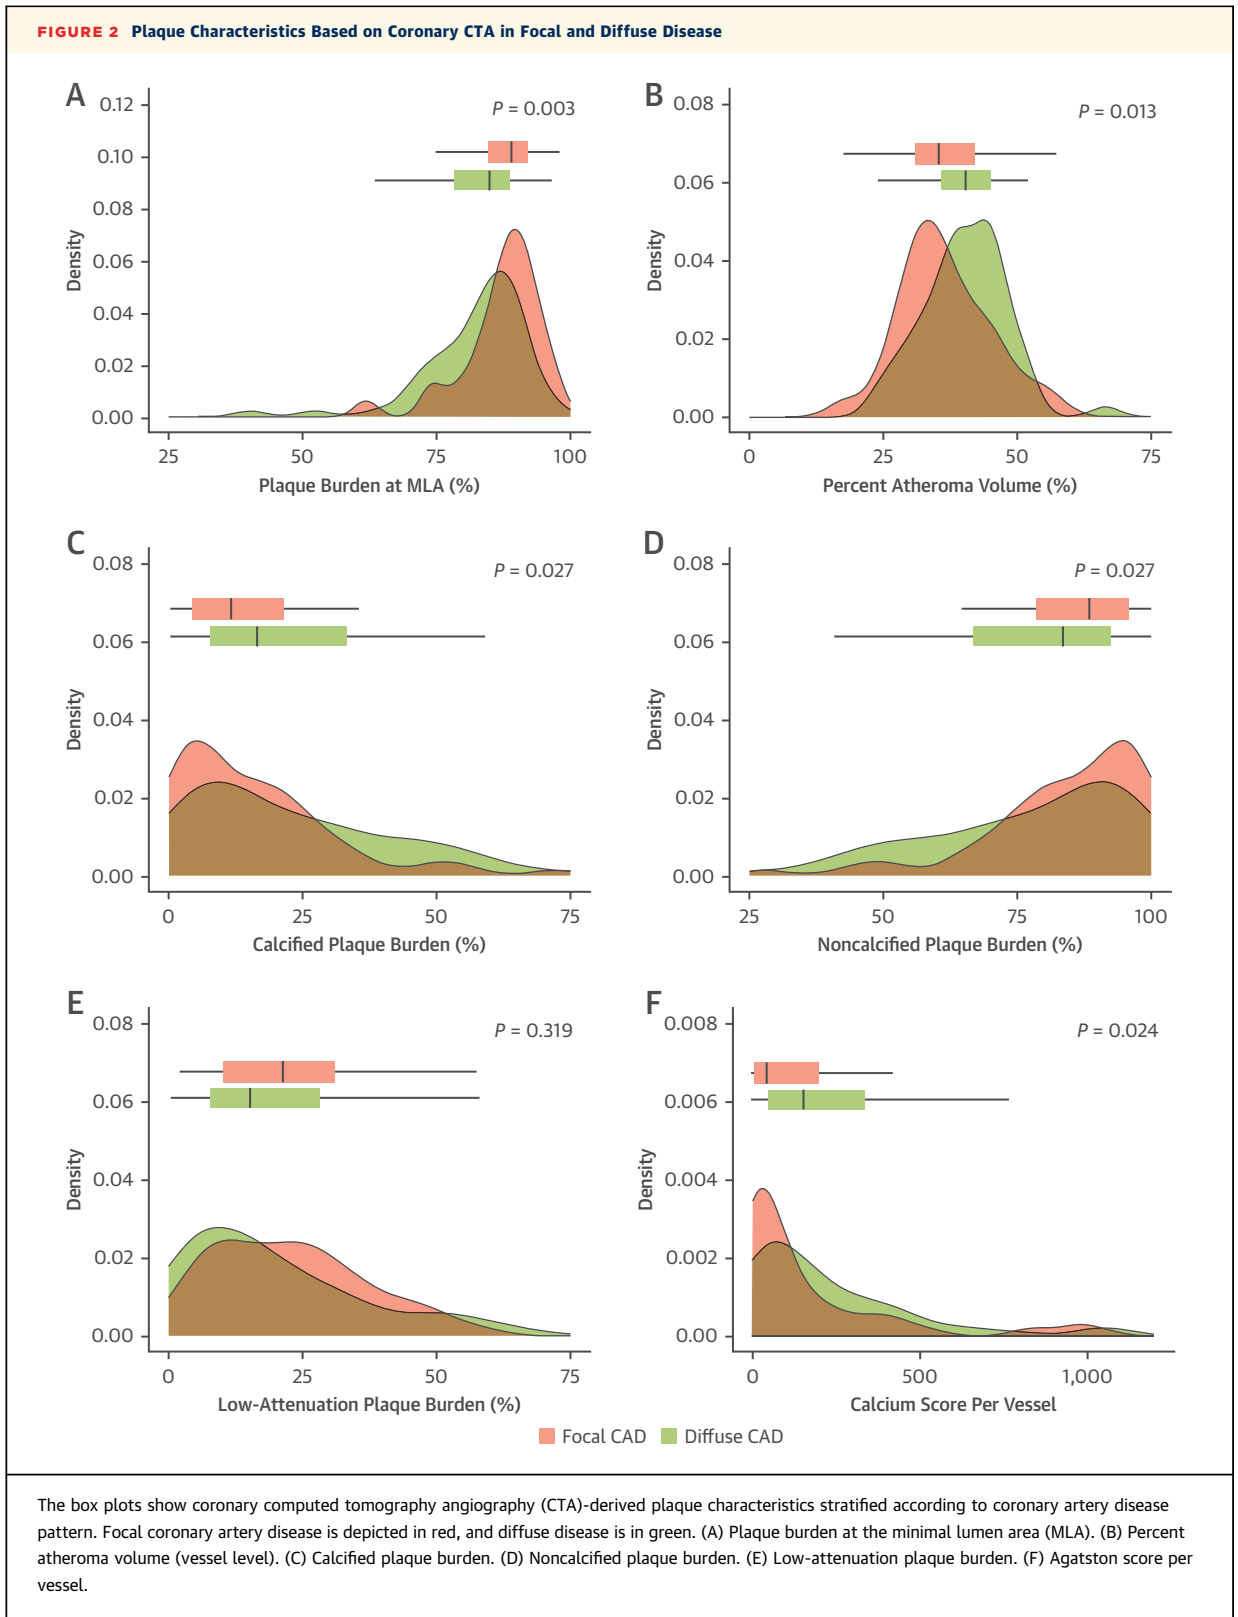 FIGURE 2 Plaque Characteristics Based on Coronary CTA in Focal and Diffuse Disease
A
P = 0.003
0.12
0.10
0.08
0.06
0.04
0.02
0.00
Density
25 50 75 100
Plaque Burden at MLA (%)
B
P = 0.013
0.08
0.06
0.04
0.02
0.00
Density
0 25 50 75
Percent Atheroma Volume (%)
C
P = 0.027
0.08
0.06
0.04
0.02
0.00
Density
0 25 50 75
Calcified Plaque Burden (%)
D
P = 0.027
0.08
0.06
0.04
0.02
0.00
Density
25 50 75 100
Noncalcified Plaque Burden (%)
E
P = 0.319
0.08
0.06
0.04
0.02
0.00
Density
0 25 50 75
Low-Attenuation Plaque Burden (%)
F
P = 0.024
0.008
0.006
0.004
0.002
0.00
Density
0 500 1,000
Calcium Score Per Vessel
Focal CAD Diffuse CAD
The box plots show coronary computed tomography angiography (CTA)-derived plaque characteristics stratified according to coronary artery disease
pattern. Focal coronary artery disease is depicted in red, and diffuse disease is in green. (A) Plaque burden at the minimal lumen area (MLA). (B) Percent
atheroma volume (vessel level). (C) Calcified plaque burden. (D) Noncalcified plaque burden. (E) Low-attenuation plaque burden. (F) Agatston score per
vessel.